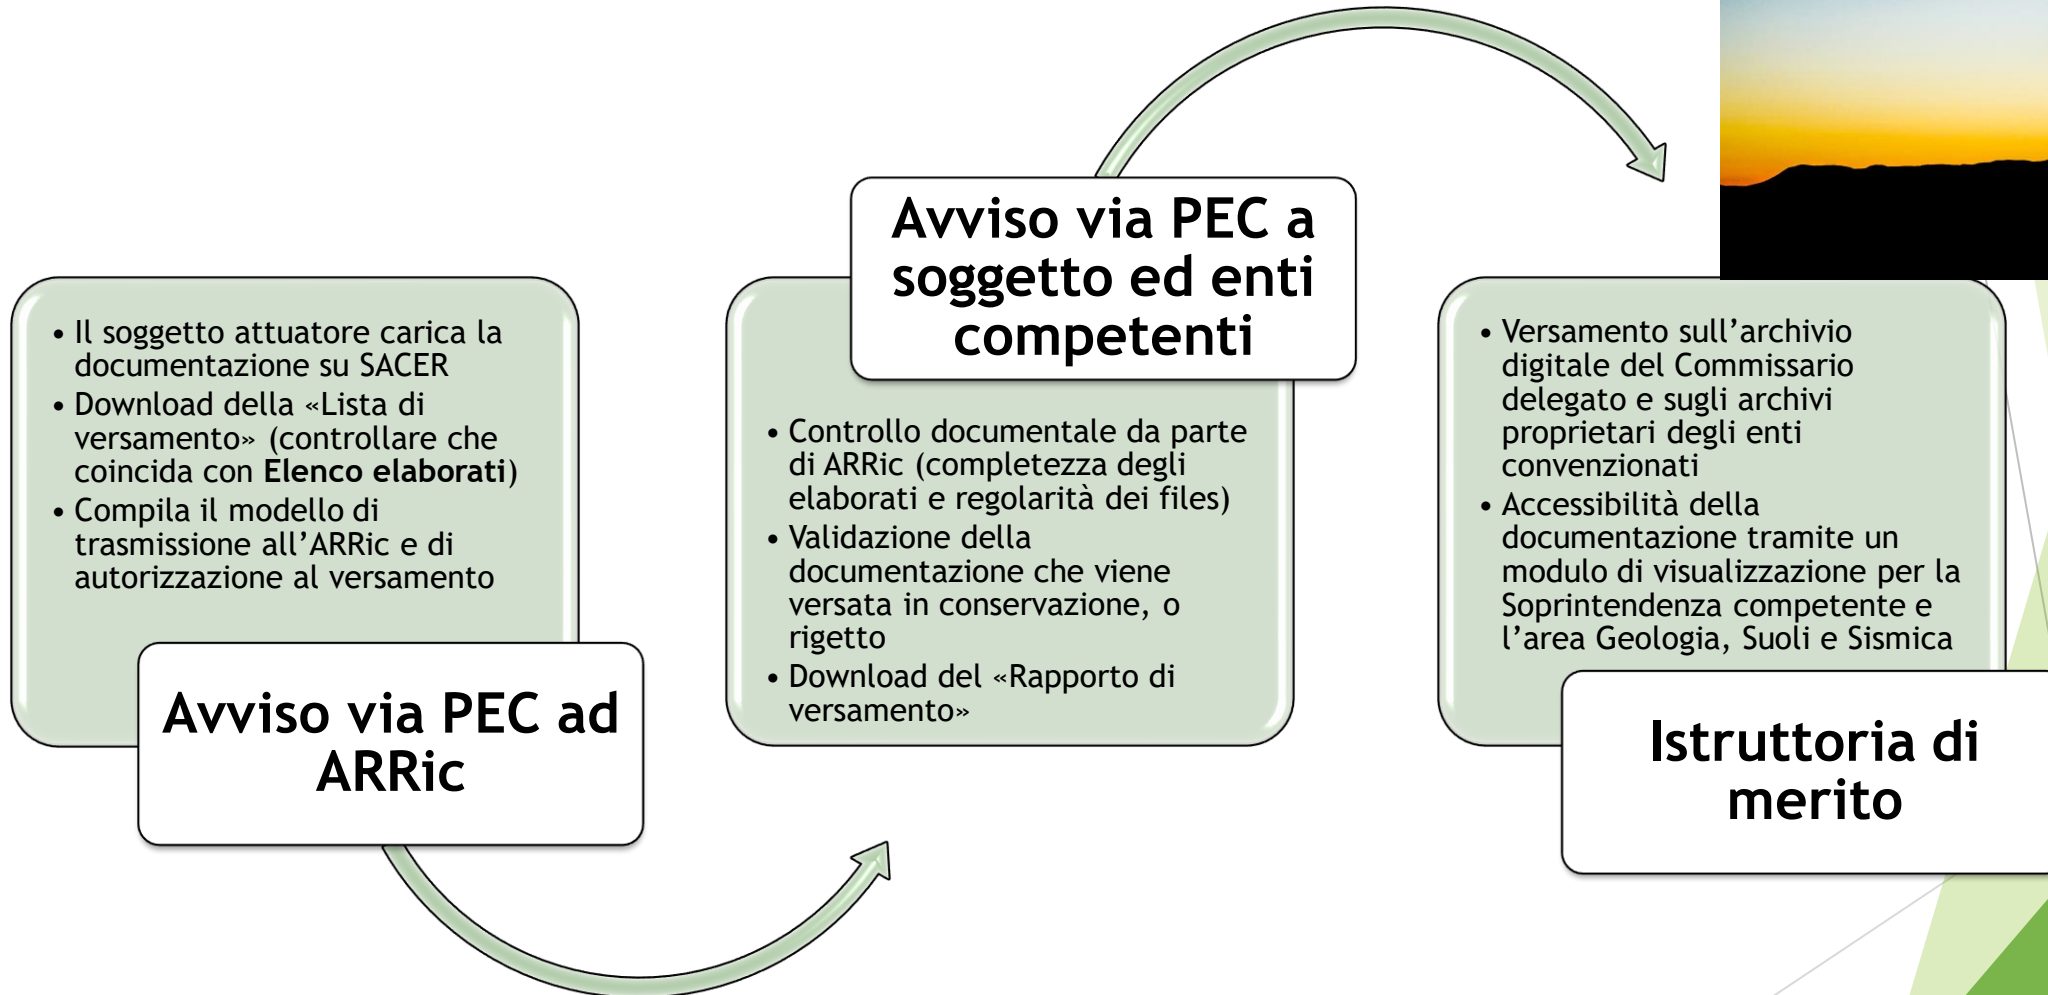 • Il soggetto attuatore carica la
documentazione su SACER
• Download della «Lista di
versamento» (controllare che
coincida con Elenco elaborati)
• Compila il modello di
trasmissione all’ARRic e di
autorizzazione al versamento
Avviso via PEC ad
ARRic
Avviso via PEC a
soggetto ed enti
competenti
• Controllo documentale da parte
di ARRic (completezza degli
elaborati e regolarità dei files)
• Validazione della
documentazione che viene
versata in conservazione, o
rigetto
• Download del «Rapporto di
versamento»
• Versamento sull’archivio
digitale del Commissario
delegato e sugli archivi
proprietari degli enti
convenzionati
• Accessibilità della
documentazione tramite un
modulo di visualizzazione per la
Soprintendenza competente e
l’area Geologia, Suoli e Sismica
Istruttoria di
merito